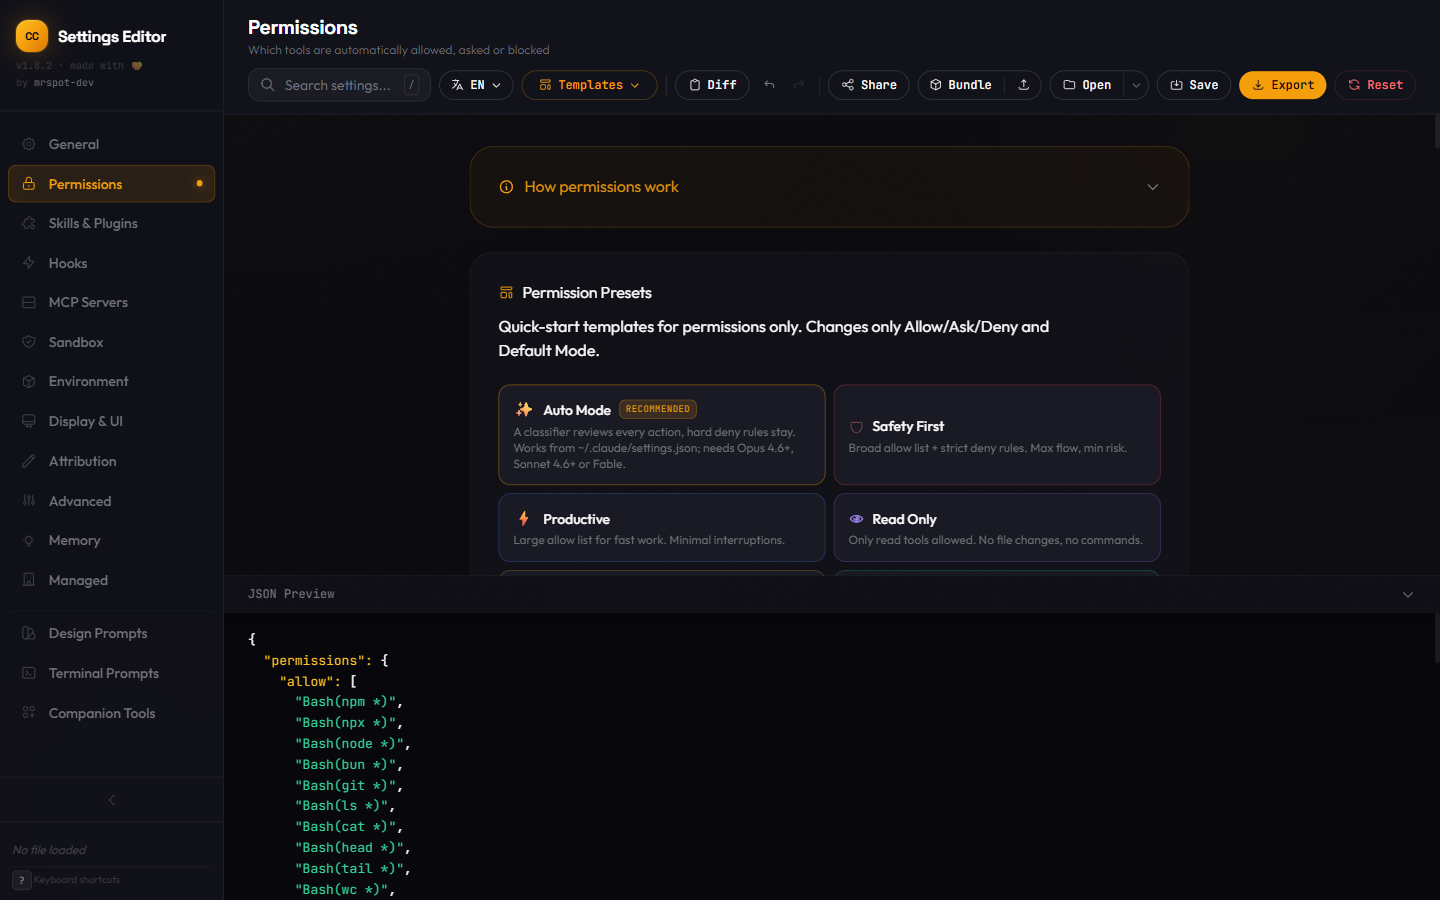 CC
Settings Editor
v1.8.2 · made with 🧡
by mrspot-dev
General
Permissions
Skills & Plugins
Hooks
MCP Servers
Sandbox
Environment
Display & UI
Attribution
Advanced
Memory
Managed
Design Prompts
Terminal Prompts
Companion Tools
No file loaded
? Keyboard shortcuts
Permissions
Which tools are automatically allowed, asked or blocked
Search settings... /
EN
Templates
Diff
Share
Bundle
Open
Save
Export
Reset
How permissions work
Permission Presets
Quick-start templates for permissions only. Changes only Allow/Ask/Deny and
Default Mode.
Auto Mode RECOMMENDED
A classifier reviews every action, hard deny rules stay.
Works from ~/.claude/settings.json; needs Opus 4.6+,
Sonnet 4.6+ or Fable.
Safety First
Broad allow list + strict deny rules. Max flow, min risk.
Productive
Large allow list for fast work. Minimal interruptions.
Read Only
Only read tools allowed. No file changes, no commands.
JSON Preview
{
"permissions": {
"allow": [
"Bash(npm *)",
"Bash(npx *)",
"Bash(node *)",
"Bash(bun *)",
"Bash(git *)",
"Bash(ls *)",
"Bash(cat *)",
"Bash(head *)",
"Bash(tail *)",
"Bash(wc *)",